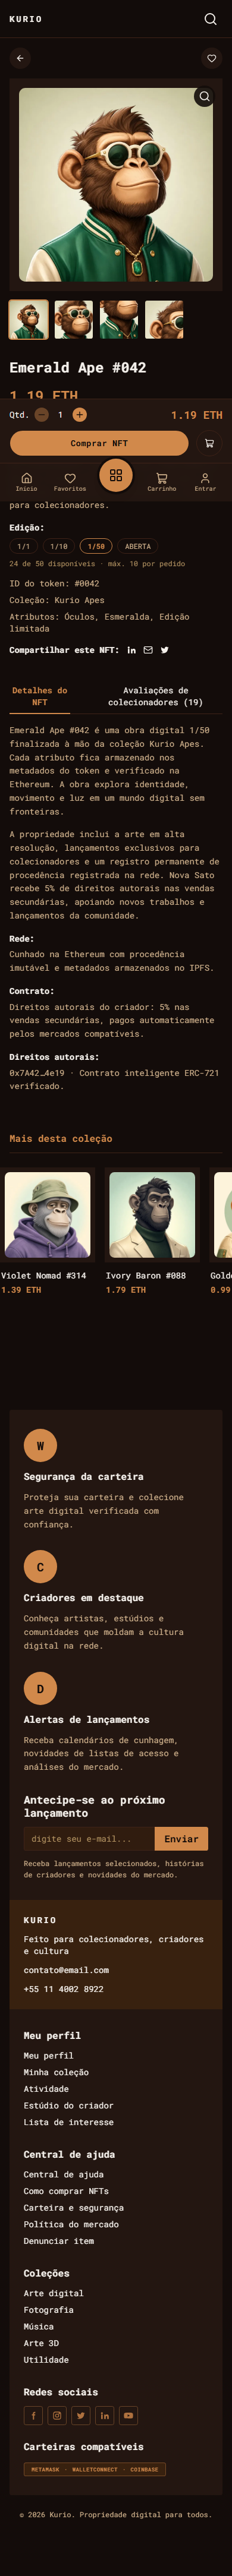 KURIO
Emerald Ape #042
1.19 ETH
Qtd. 1 1.19 ETH
Comprar NFT
Início Favoritos Carrinho Entrar
para colecionadores.
Edição:
1/1 1/10 1/50 ABERTA
24 de 50 disponíveis · máx. 10 por pedido
ID do token: #0042
Coleção: Kurio Apes
Atributos: Óculos, Esmeralda, Edição
limitada
Compartilhar este NFT:
Detalhes do
NFT
Avaliações de
colecionadores (19)
Emerald Ape #042 é uma obra digital 1/50
finalizada à mão da coleção Kurio Apes.
Cada atributo fica armazenado nos
metadados do token e verificado na
Ethereum. A obra explora identidade,
movimento e luz em um mundo digital sem
fronteiras.
A propriedade inclui a arte em alta
resolução, lançamentos exclusivos para
colecionadores e um registro permanente de
procedência registrada na rede. Nova Sato
recebe 5% de direitos autorais nas vendas
secundárias, apoiando novos trabalhos e
lançamentos da comunidade.
Rede:
Cunhado na Ethereum com procedência
imutável e metadados armazenados no IPFS.
Contrato:
Direitos autorais do criador: 5% nas
vendas secundárias, pagos automaticamente
pelos mercados compatíveis.
Direitos autorais:
0x7A42…4e19 · Contrato inteligente ERC-721
verificado.
Mais desta coleção
Violet Nomad #314 Ivory Baron #088 Golde
1.39 ETH 1.79 ETH 0.99
W
Segurança da carteira
Proteja sua carteira e colecione
arte digital verificada com
confiança.
C
Criadores em destaque
Conheça artistas, estúdios e
comunidades que moldam a cultura
digital na rede.
D
Alertas de lançamentos
Receba calendários de cunhagem,
novidades de listas de acesso e
análises do mercado.
Antecipe-se ao próximo
lançamento
digite seu e-mail... Enviar
Receba lançamentos selecionados, histórias
de criadores e novidades do mercado.
KURIO
Feito para colecionadores, criadores
e cultura
contato@email.com
+55 11 4002 8922
Meu perfil
Meu perfil
Minha coleção
Atividade
Estúdio do criador
Lista de interesse
Central de ajuda
Central de ajuda
Como comprar NFTs
Carteira e segurança
Política do mercado
Denunciar item
Coleções
Arte digital
Fotografia
Música
Arte 3D
Utilidade
Redes sociais
Carteiras compatíveis
METAMASK · WALLETCONNECT · COINBASE
© 2026 Kurio. Propriedade digital para todos.